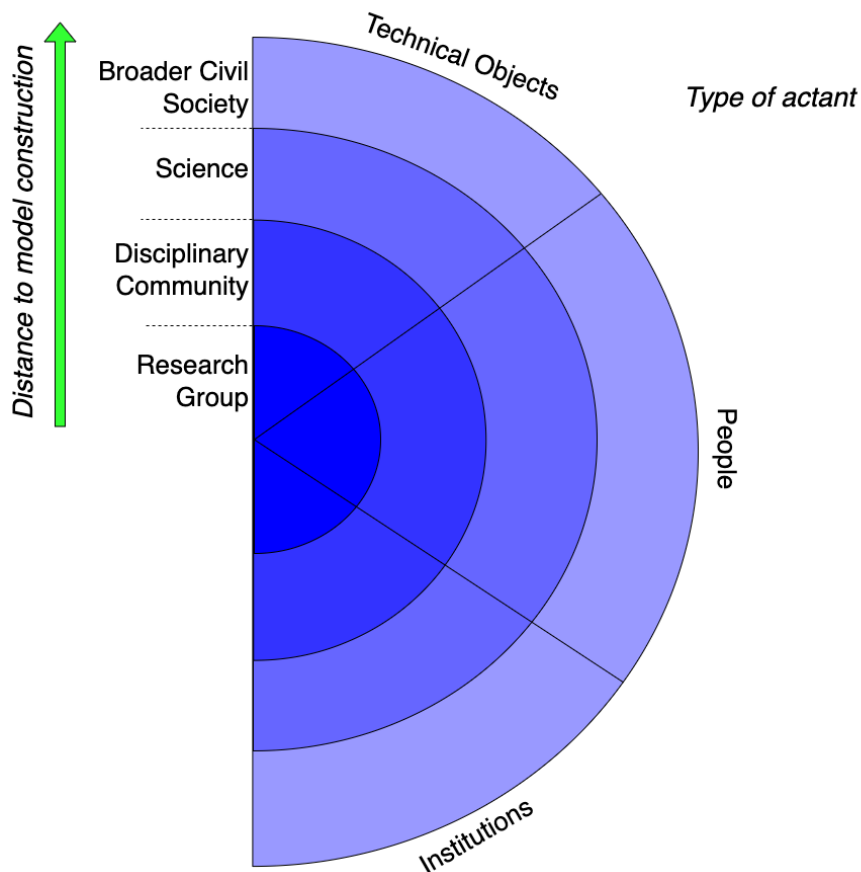 Technical Objects
Type of actant
Distance to model construction
Broader Civil
Society
Science
Disciplinary
Community
Research
Group
People
Institutions